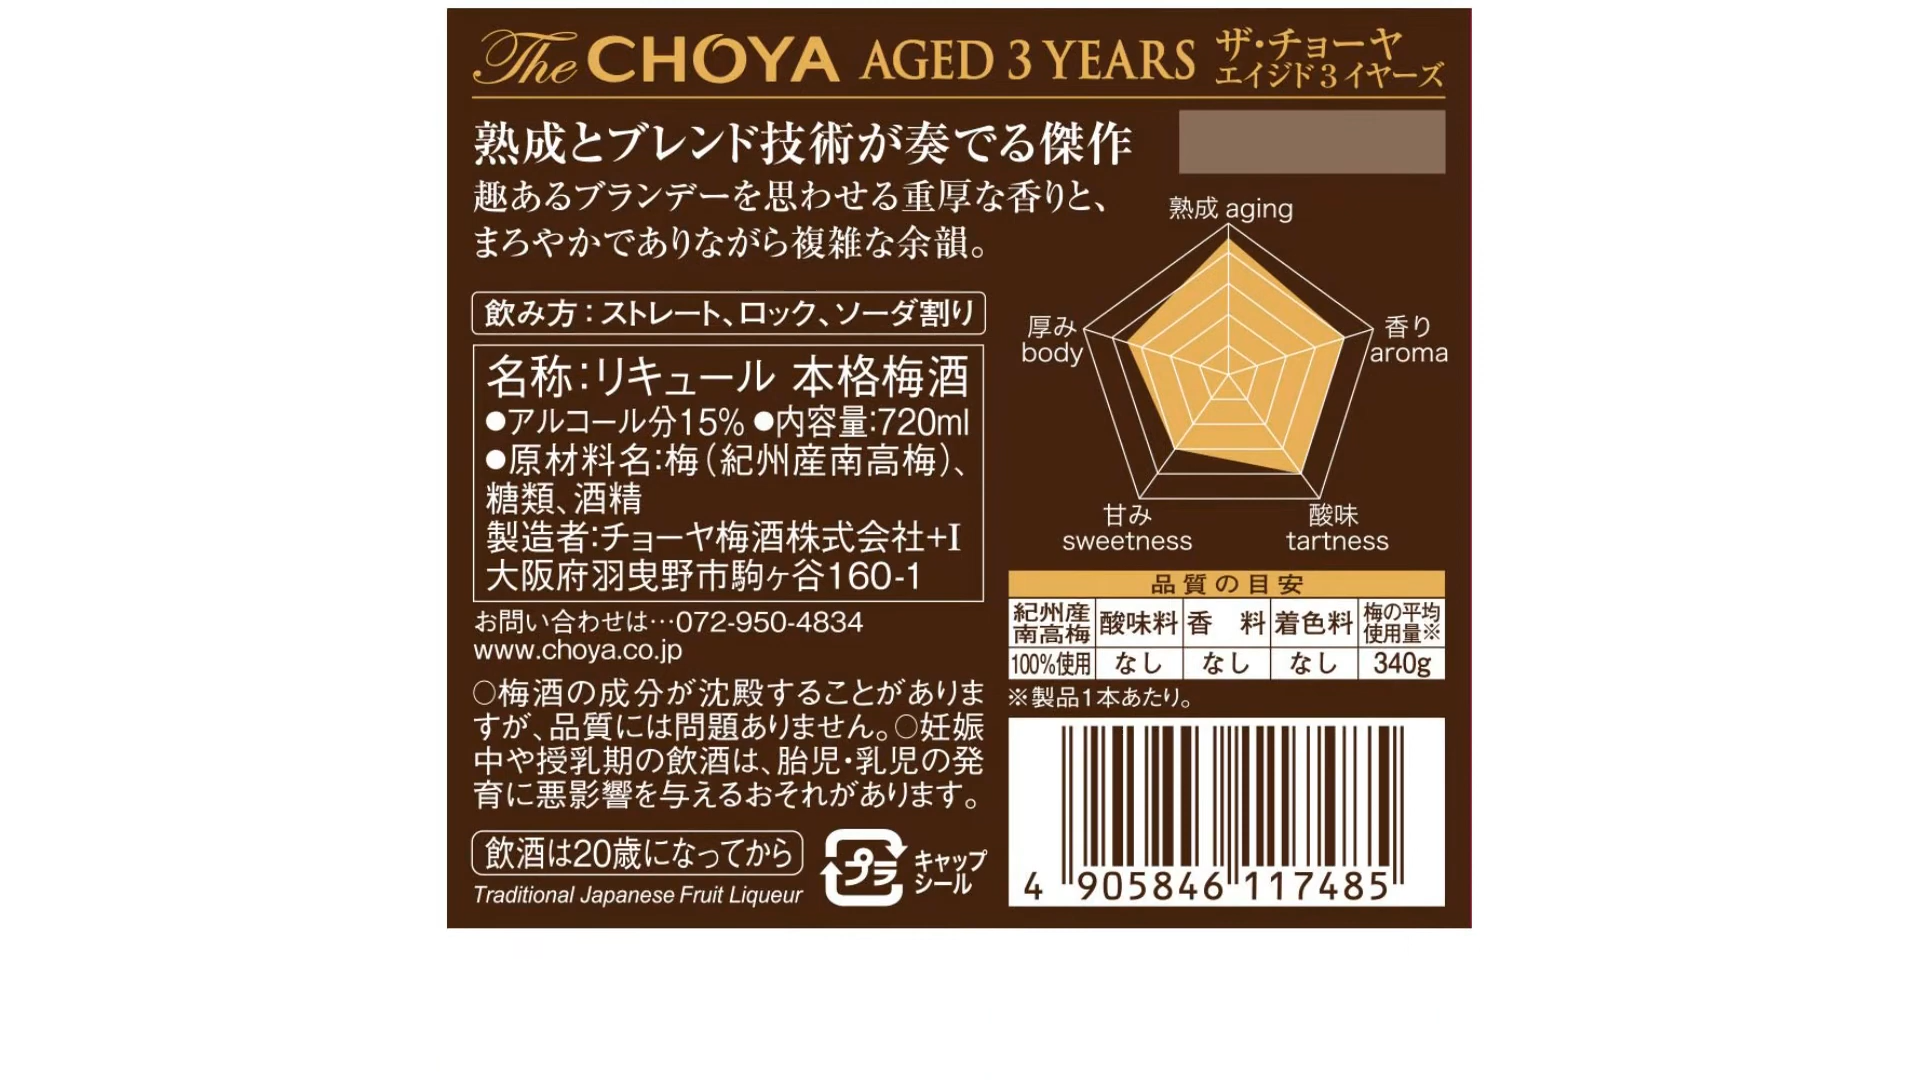 The CHOYA AGED 3 YEARS ザ・チョーヤ
エイジド3イヤーズ
熟成とブレンド技術が奏でる傑作
趣あるブランデーを思わせる重厚な香りと、
まろやかでありながら複雑な余韻。
飲み方：ストレート、ロック、ソーダ割り
名称：リキュール 本格梅酒
●アルコール分15% ●内容量：720ml
●原材料名：梅（紀州産南高梅）、
糖類、酒精
製造者：チョーヤ梅酒株式会社+I
大阪府羽曳野市駒ヶ谷160-1
お問い合わせは…072-950-4834
www.choya.co.jp
○梅酒の成分が沈殿することがありま
すが、品質には問題ありません。○妊娠
中や授乳期の飲酒は、胎児・乳児の発
育に悪影響を与えるおそれがあります。
飲酒は20歳になってから
Traditional Japanese Fruit Liqueur
プラ
キャップ
シール
熟成 aging
香り
aroma
酸味
tartness
甘み
sweetness
厚み
body
品質の目安
紀州産
南高梅
酸味料
香 料
着色料
梅の平均
使用量※
100%使用
なし
なし
なし
340g
※製品1本あたり。
4 905846 117485